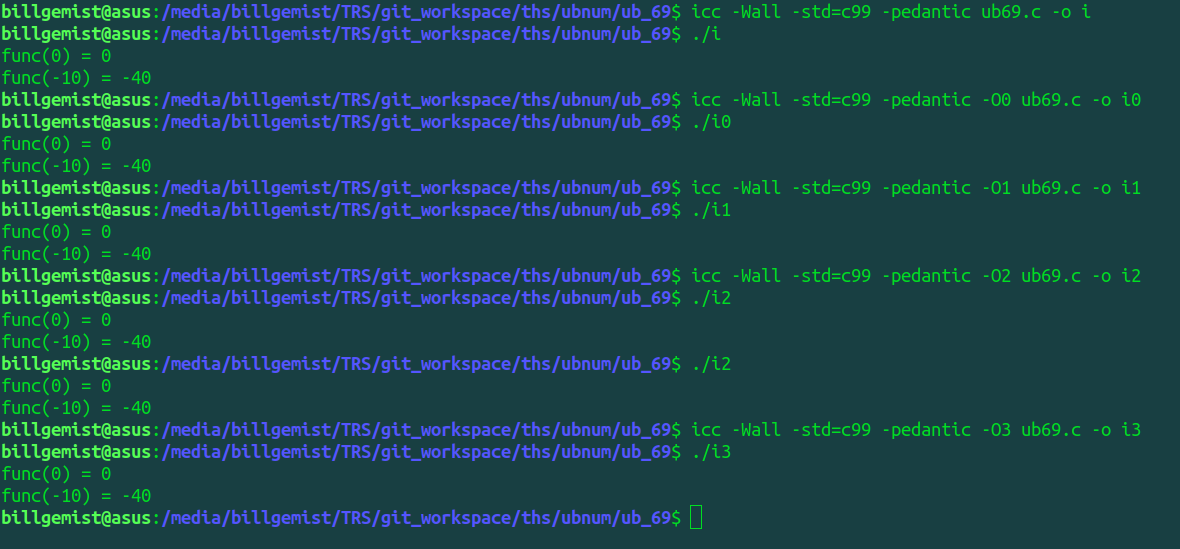 billgemist@asus:/media/billgemist/TRS/git_workspace/ths/ubnum/ub_69$ icc -Wall -std=c99 -pedantic ub69.c -o i
billgemist@asus:/media/billgemist/TRS/git_workspace/ths/ubnum/ub_69$ ./i
func(0) = 0
func(-10) = -40
billgemist@asus:/media/billgemist/TRS/git_workspace/ths/ubnum/ub_69$ icc -Wall -std=c99 -pedantic -O0 ub69.c -o i0
billgemist@asus:/media/billgemist/TRS/git_workspace/ths/ubnum/ub_69$ ./i0
func(0) = 0
func(-10) = -40
billgemist@asus:/media/billgemist/TRS/git_workspace/ths/ubnum/ub_69$ icc -Wall -std=c99 -pedantic -O1 ub69.c -o i1
billgemist@asus:/media/billgemist/TRS/git_workspace/ths/ubnum/ub_69$ ./i1
func(0) = 0
func(-10) = -40
billgemist@asus:/media/billgemist/TRS/git_workspace/ths/ubnum/ub_69$ icc -Wall -std=c99 -pedantic -O2 ub69.c -o i2
billgemist@asus:/media/billgemist/TRS/git_workspace/ths/ubnum/ub_69$ ./i2
func(0) = 0
func(-10) = -40
billgemist@asus:/media/billgemist/TRS/git_workspace/ths/ubnum/ub_69$ ./i2
func(0) = 0
func(-10) = -40
billgemist@asus:/media/billgemist/TRS/git_workspace/ths/ubnum/ub_69$ icc -Wall -std=c99 -pedantic -O3 ub69.c -o i3
billgemist@asus:/media/billgemist/TRS/git_workspace/ths/ubnum/ub_69$ ./i3
func(0) = 0
func(-10) = -40
billgemist@asus:/media/billgemist/TRS/git_workspace/ths/ubnum/ub_69$